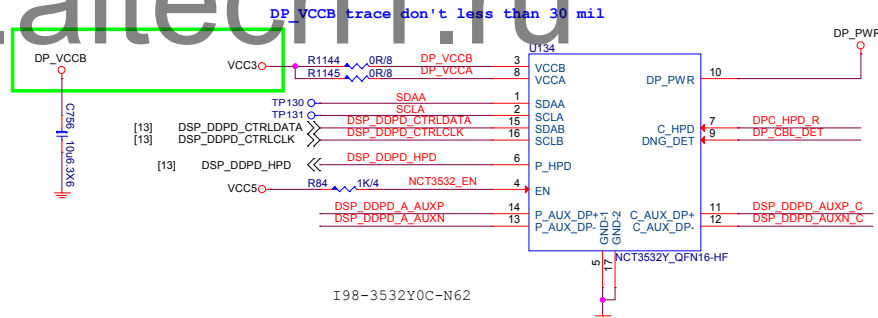 DP_VCCB trace don't less than 30 mil
.aitech1.ru
DP_VCCB
C756 10u6.3X6
VCC3
R1144 0R/8 DP_VCCB
R1145 0R/8 DP_VCCA
TP130 SDAA
TP131 SCLA
[13] DSP_DDPD_CTRLDATA DSP_DDPD_CTRLDATA
[13] DSP_DDPD_CTRLCLK DSP_DDPD_CTRLCLK
[13] DSP_DDPD_HPD DSP_DDPD_HPD
VCC5 R84 1K/4 NCT3532_EN
DSP_DDPD_A_AUXP
DSP_DDPD_A_AUXN
U134
3 VCCB
8 VCCA
1 SDAA
2 SCLA
15 SDAB
16 SCLB
6 P_HPD
4 EN
14 P_AUX_DP+
13 P_AUX_DP-
5 GND-1
17 GND-2
DP_PWR 10
C_HPD 7
DNG_DET 9
C_AUX_DP+ 11
C_AUX_DP- 12
NCT3532Y_QFN16-HF
DP_PWR
DPC_HPD_R
DP_CBL_DET
DSP_DDPD_AUXP_C
DSP_DDPD_AUXN_C
I98-3532Y0C-N62